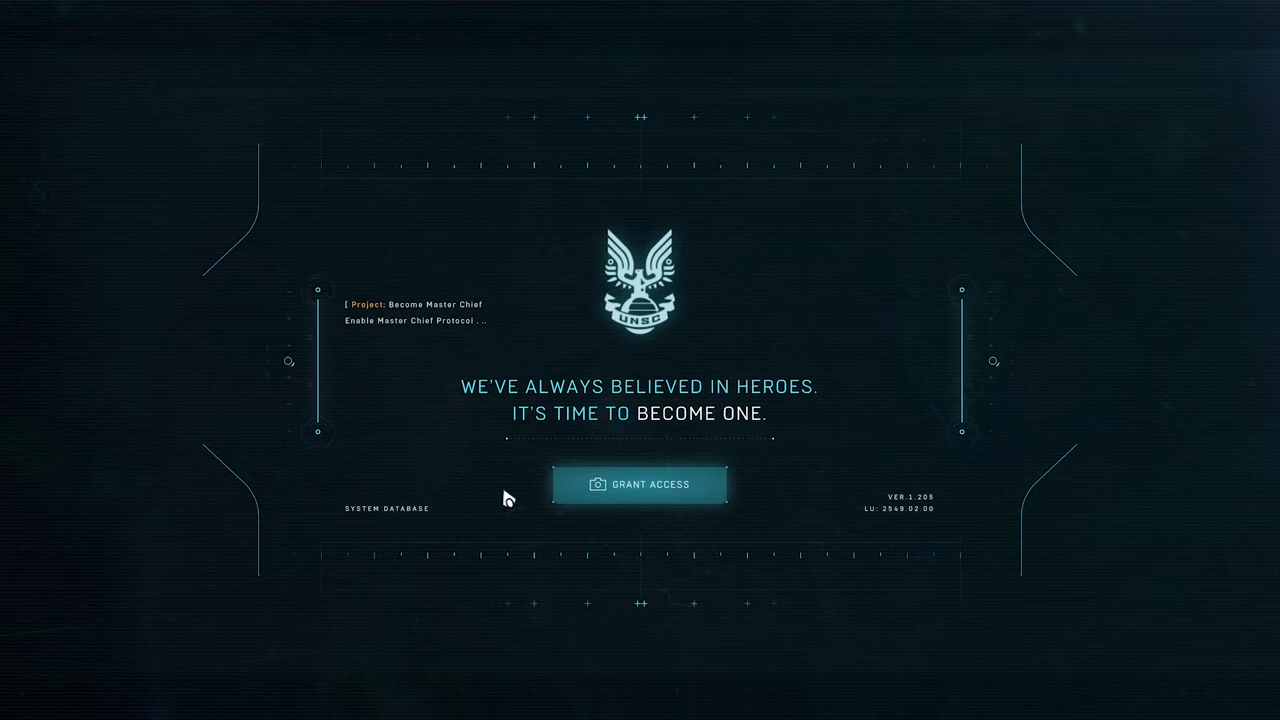 UNSC
[ Project: Become Master Chief
Enable Master Chief Protocol . ..
WE'VE ALWAYS BELIEVED IN HEROES.
IT'S TIME TO BECOME ONE.
GRANT ACCESS
SYSTEM DATABASE
VER.1.205
LU: 2549.02.00